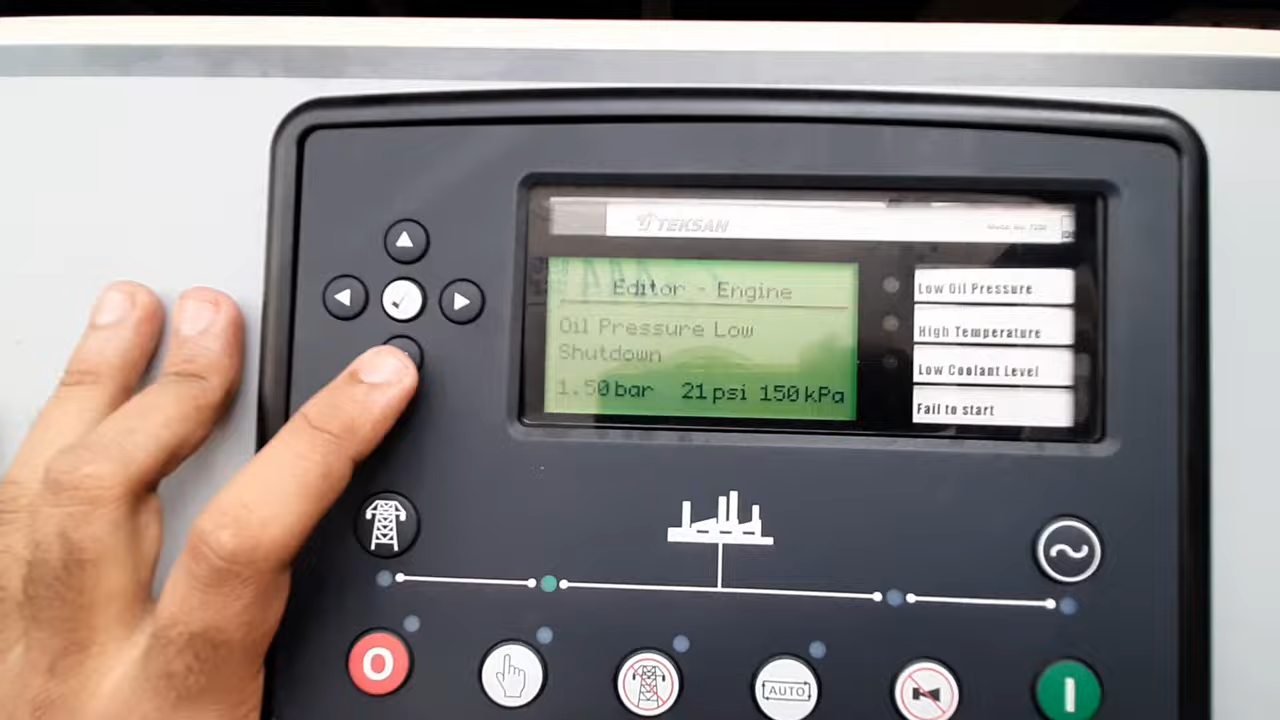 TEKSAN
Editor - Engine
Oil Pressure Low
Shutdown
1.50 bar 21 psi 150 kPa
Low Oil Pressure
High Temperature
Low Coolant Level
Fail to start
O
AUTO
I